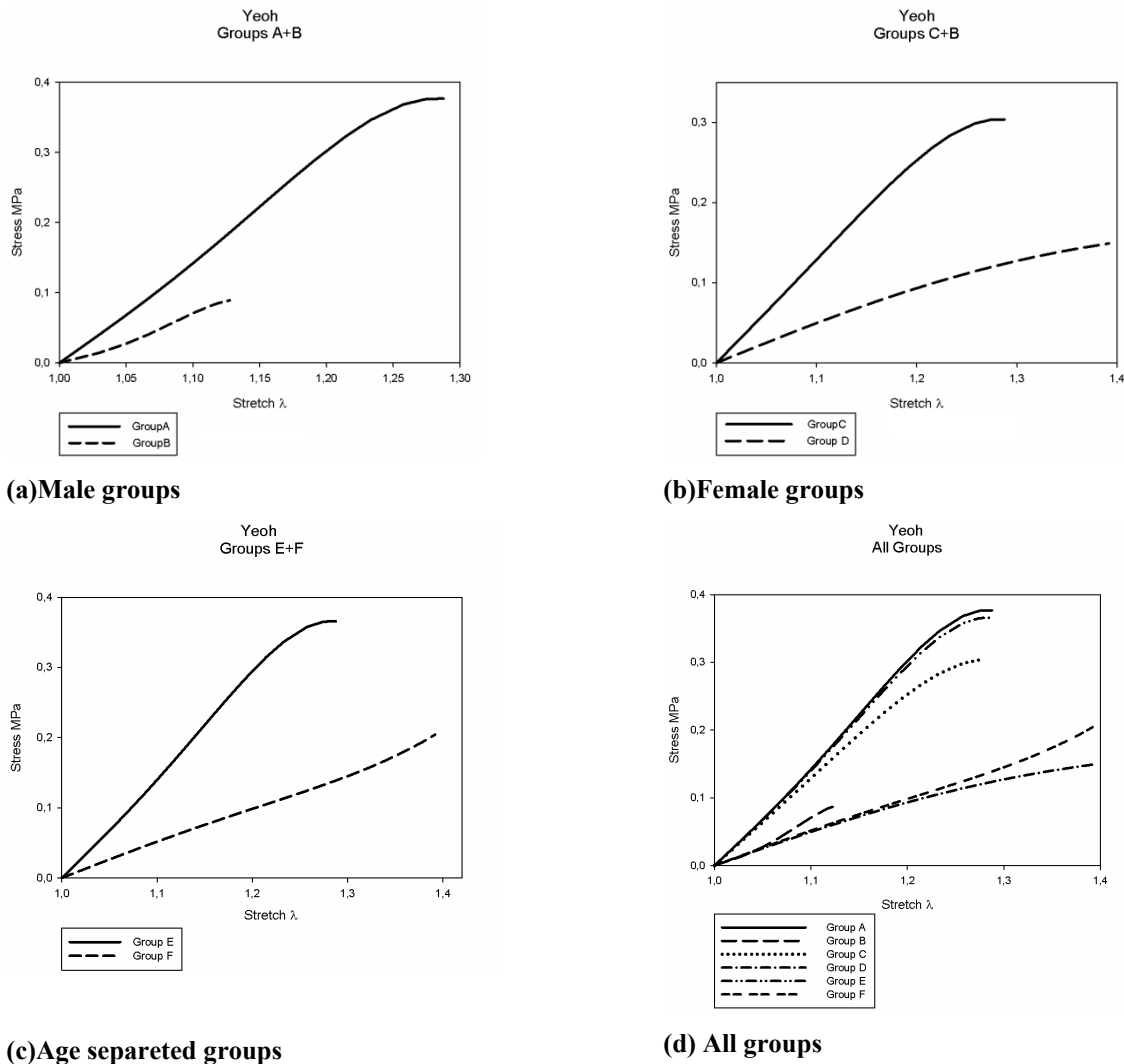 Yeoh
Groups A+B
0,4
0,3
0,2
0,1
0,0
Stress MPa
1,00 1,05 1,10 1,15 1,20 1,25 1,30
Stretch λ
GroupA
GroupB
(a)Male groups
Yeoh
Groups C+B
0,3
0,2
0,1
0,0
Stress MPa
1,0 1,1 1,2 1,3 1,4
Stretch λ
GroupC
Group D
(b)Female groups
Yeoh
Groups E+F
0,4
0,3
0,2
0,1
0,0
Stress MPa
1,0 1,1 1,2 1,3 1,4
Stretch λ
Group E
Group F
(c)Age separeted groups
Yeoh
All Groups
0,4
0,3
0,2
0,1
0,0
Stress MPa
1,0 1,1 1,2 1,3 1,4
Stretch λ
Group A
Group B
Group C
Group D
Group E
Group F
(d) All groups